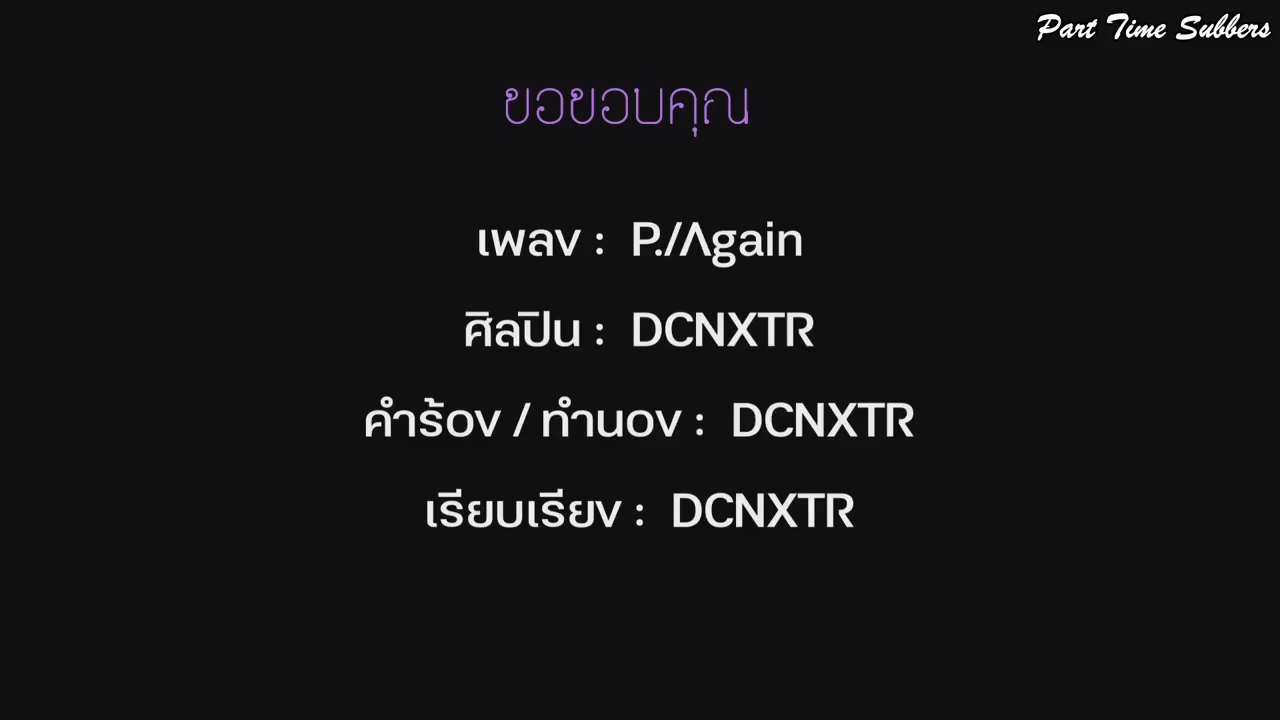 Part Time Subbers
ขอขอบคุณ
เพลง : P./Again
ศิลปิน : DCNXTR
คำร้อง / ทำนอง : DCNXTR
เรียบเรียง : DCNXTR